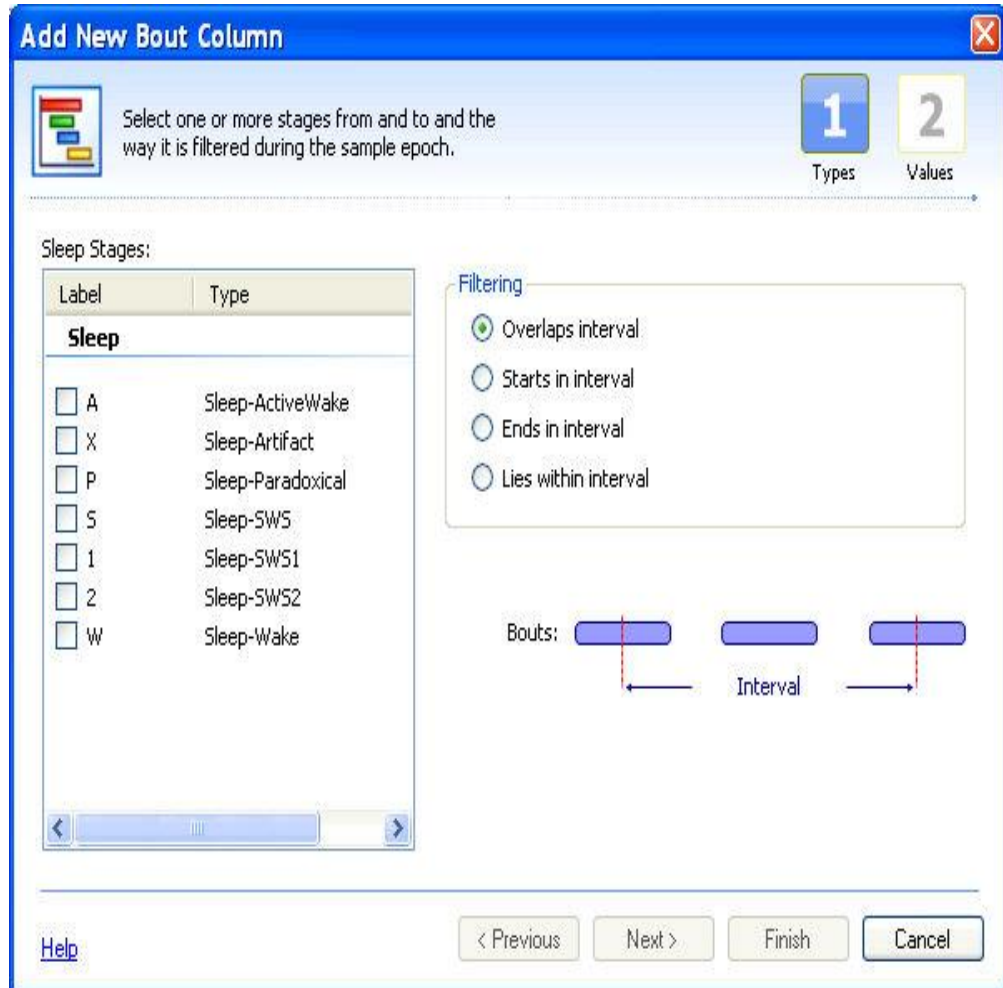 Add New Bout Column
Select one or more stages from and to and the
way it is filtered during the sample epoch.
1
Types
2
Values
Sleep Stages:
Label Type
Sleep
A Sleep-ActiveWake
X Sleep-Artifact
P Sleep-Paradoxical
S Sleep-SWS
1 Sleep-SWS1
2 Sleep-SWS2
W Sleep-Wake
Filtering
Overlaps interval
Starts in interval
Ends in interval
Lies within interval
Bouts:
Interval
Help
< Previous
Next >
Finish
Cancel